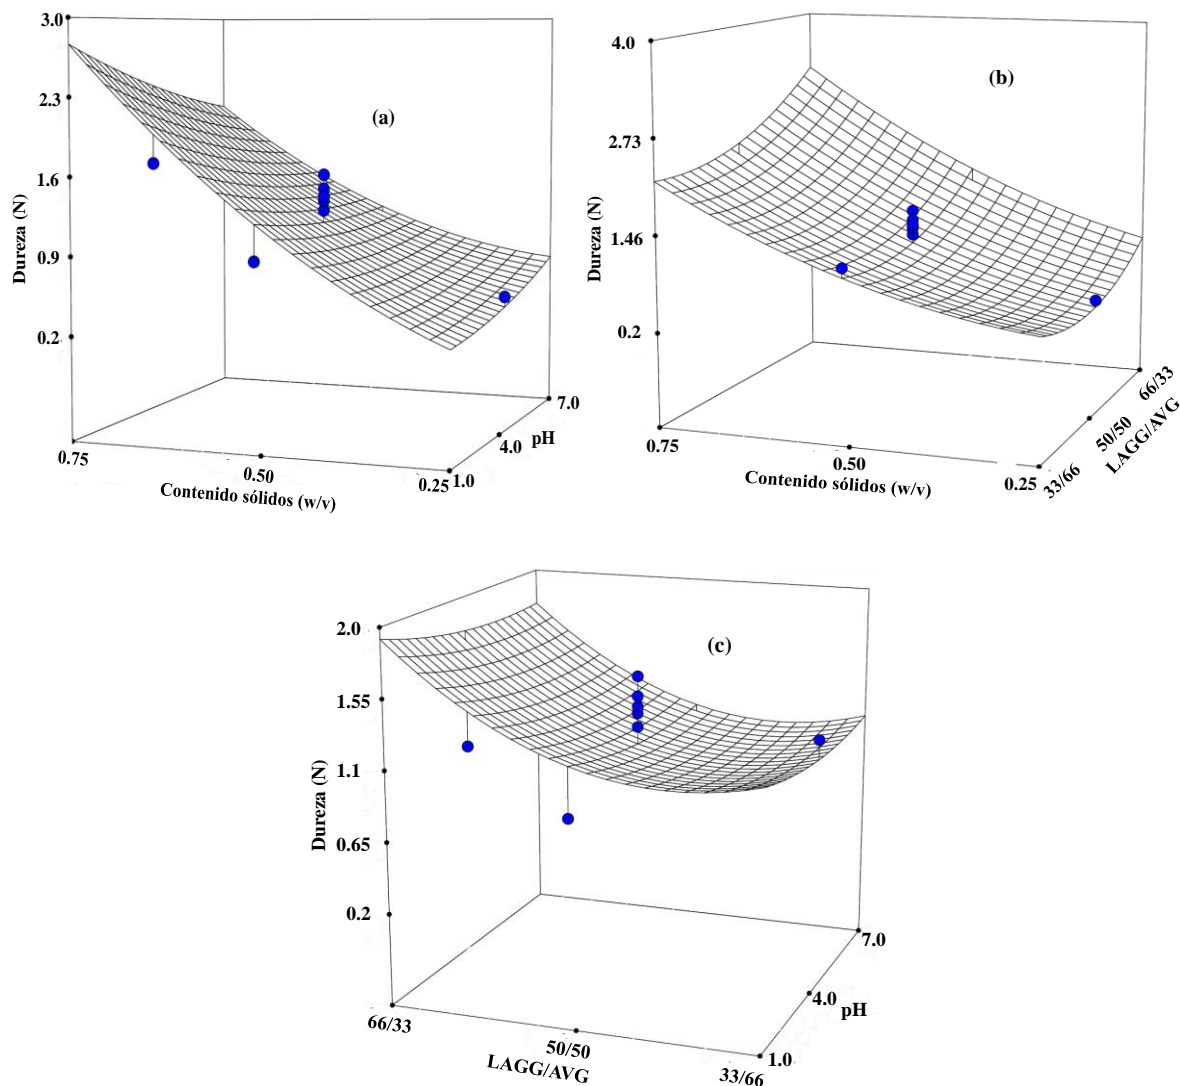 3.0
(a)
2.3
1.6
Dureza (N)
0.9
0.2
0.75
0.50
0.25
1.0
4.0
7.0
pH
Contenido sólidos (w/v)
4.0
(b)
2.73
Dureza (N)
1.46
0.2
0.75
0.50
0.25
Contenido sólidos (w/v)
33/66
50/50
66/33
LAGG/AVG
2.0
(c)
1.55
1.1
Dureza (N)
0.65
0.2
66/33
50/50
33/66
LAGG/AVG
1.0
4.0
7.0
pH